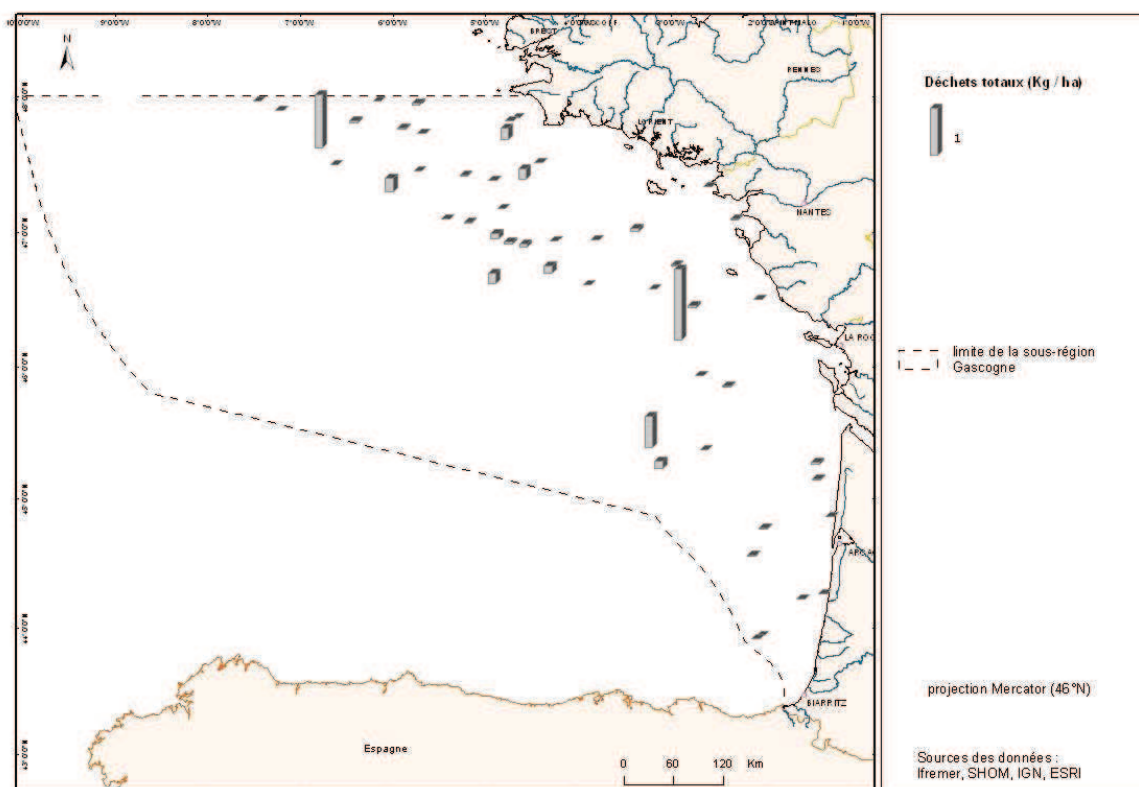 N
BREST
RENNES
LORIENT
NANTES
LA ROC
ARCA
BIARRITZ
Espagne
0 60 120 Km
Déchets totaux (Kg / ha)
1
limite de la sous-région
Gascogne
projection Mercator (46°N)
Sources des données :
Ifremer, SHOM, IGN, ESRI